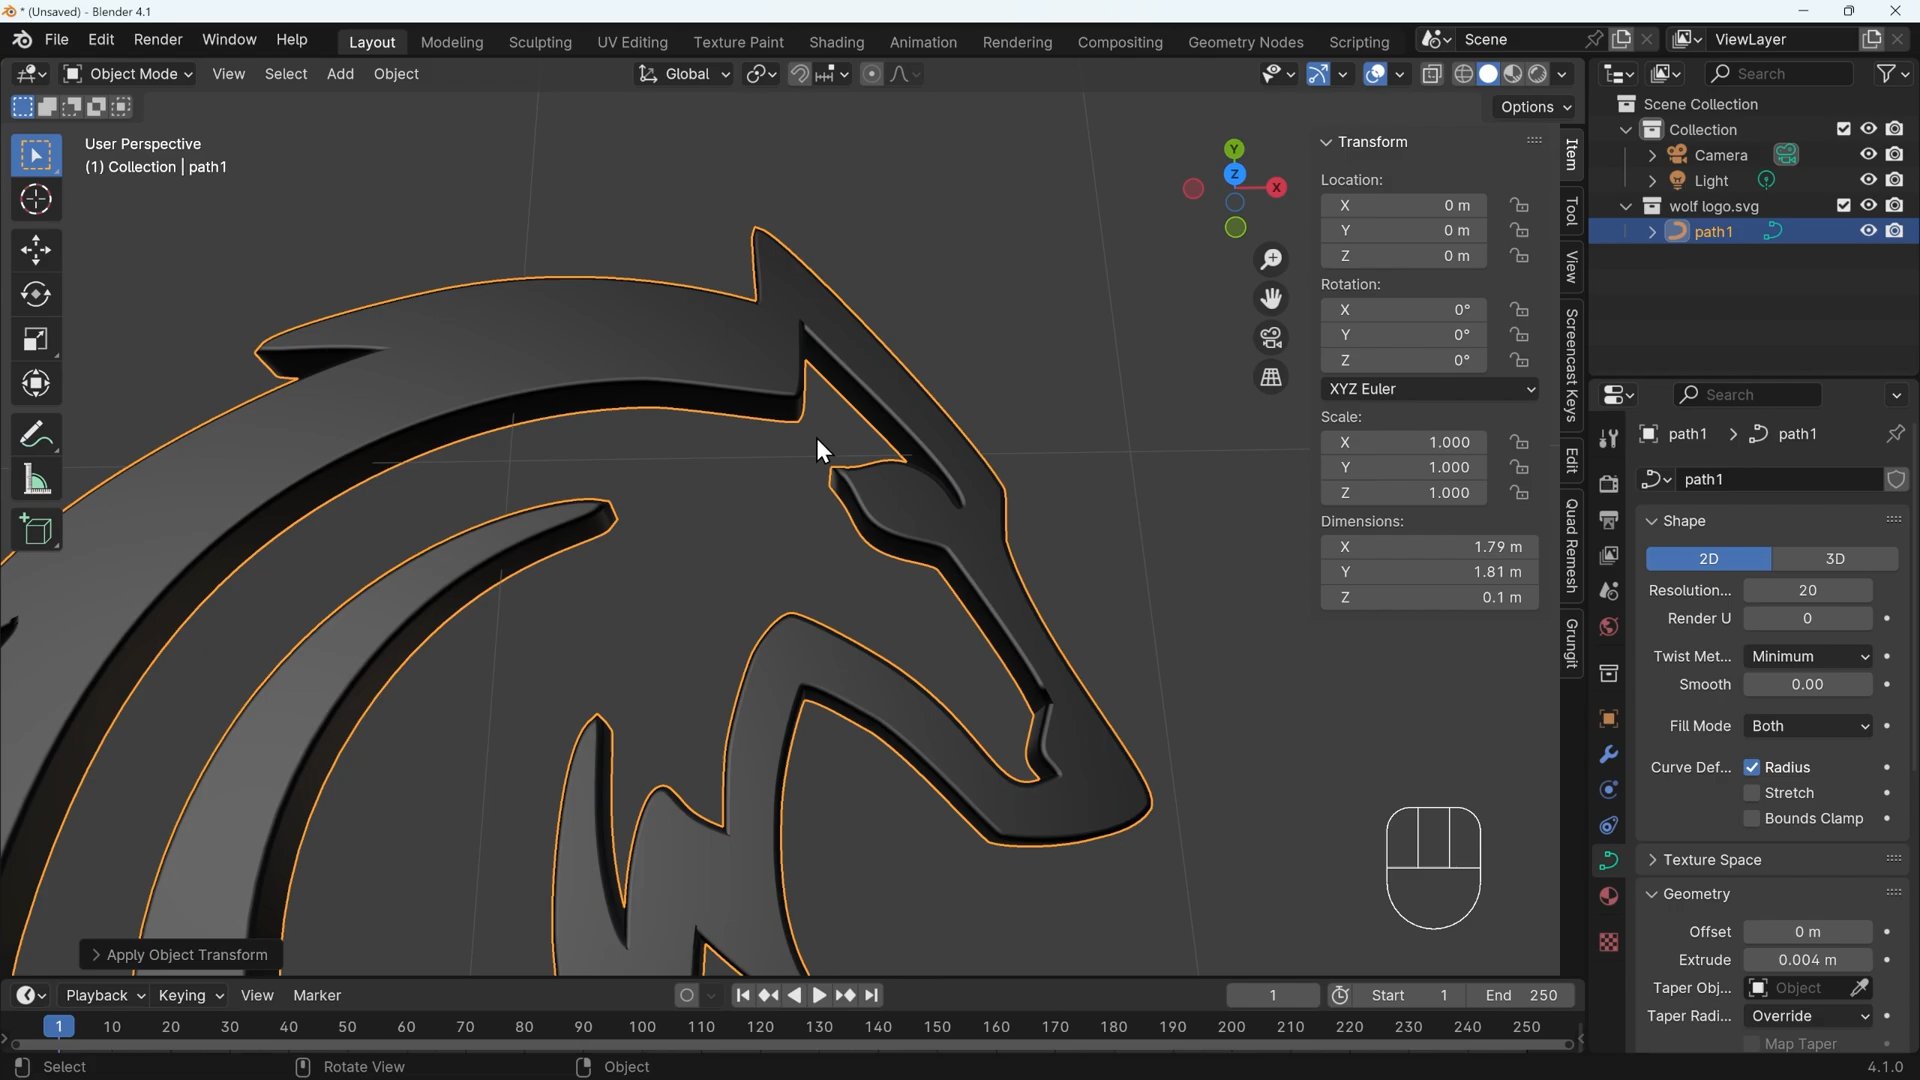 * (Unsaved) - Blender 4.1
File Edit Render Window Help
Layout Modeling Sculpting UV Editing Texture Paint Shading Animation Rendering Compositing Geometry Nodes Scripting
Scene
ViewLayer
Object Mode View Select Add Object
Global
Options
User Perspective
(1) Collection | path1
Y
Z
X
Transform
Location:
X 0 m
Y 0 m
Z 0 m
Rotation:
X 0°
Y 0°
Z 0°
XYZ Euler
Scale:
X 1.000
Y 1.000
Z 1.000
Dimensions:
X 1.79 m
Y 1.81 m
Z 0.1 m
Item
Tool
View
Screencast Keys
Edit
Quad Remesh
Grungit
Search
Scene Collection
Collection
Camera
Light
wolf logo.svg
path1
Search
path1 > path1
path1
Shape
2D 3D
Resolution... 20
Render U 0
Twist Met... Minimum
Smooth 0.00
Fill Mode Both
Curve Def... Radius
Stretch
Bounds Clamp
Texture Space
Geometry
Offset 0 m
Extrude 0.004 m
Taper Obj... Object
Taper Radi... Override
Map Taper
> Apply Object Transform
Playback Keying View Marker
1
Start 1
End 250
1 10 20 30 40 50 60 70 80 90 100 110 120 130 140 150 160 170 180 190 200 210 220 230 240 250
Select
Rotate View
Object
4.1.0